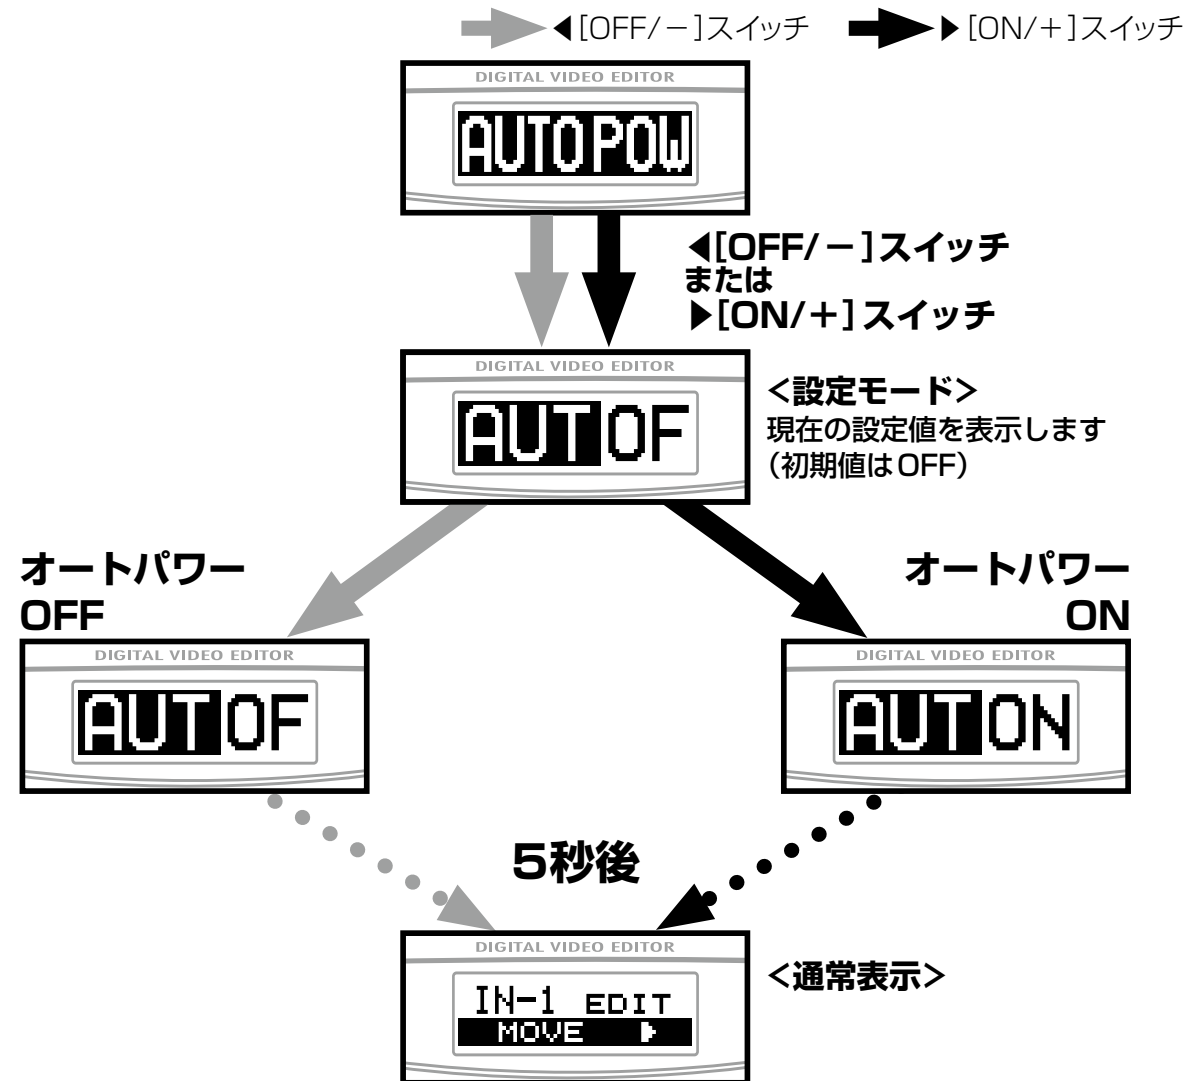 ◀[OFF/－]スイッチ ▶[ON/＋]スイッチ
DIGITAL VIDEO EDITOR
AUTO POW
◀[OFF/－]スイッチ
または
▶[ON/＋]スイッチ
DIGITAL VIDEO EDITOR
AUTOF
<設定モード>
現在の設定値を表示します
（初期値はOFF）
オートパワー
OFF
DIGITAL VIDEO EDITOR
AUTOF
オートパワー
ON
DIGITAL VIDEO EDITOR
AUTON
5秒後
DIGITAL VIDEO EDITOR
IN-1 EDIT
MOVE ▶
<通常表示>